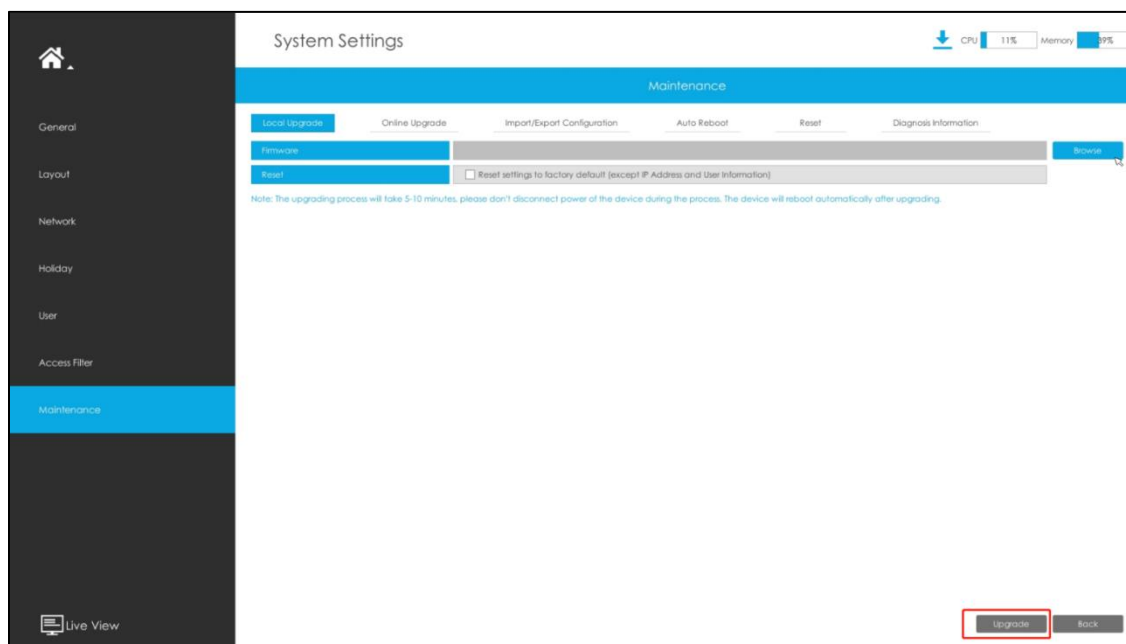 System Settings
CPU 11% Memory 39%
Maintenance
General
Layout
Network
Holiday
User
Access Filter
Maintenance
Live View
Local Upgrade Online Upgrade Import/Export Configuration Auto Reboot Reset Diagnosis Information
Firmware Browse
Reset Reset settings to factory default (except IP Address and User Information)
Note: The upgrading process will take 5-10 minutes, please don't disconnect power of the device during the process. The device will reboot automatically after upgrading.
Upgrade Back